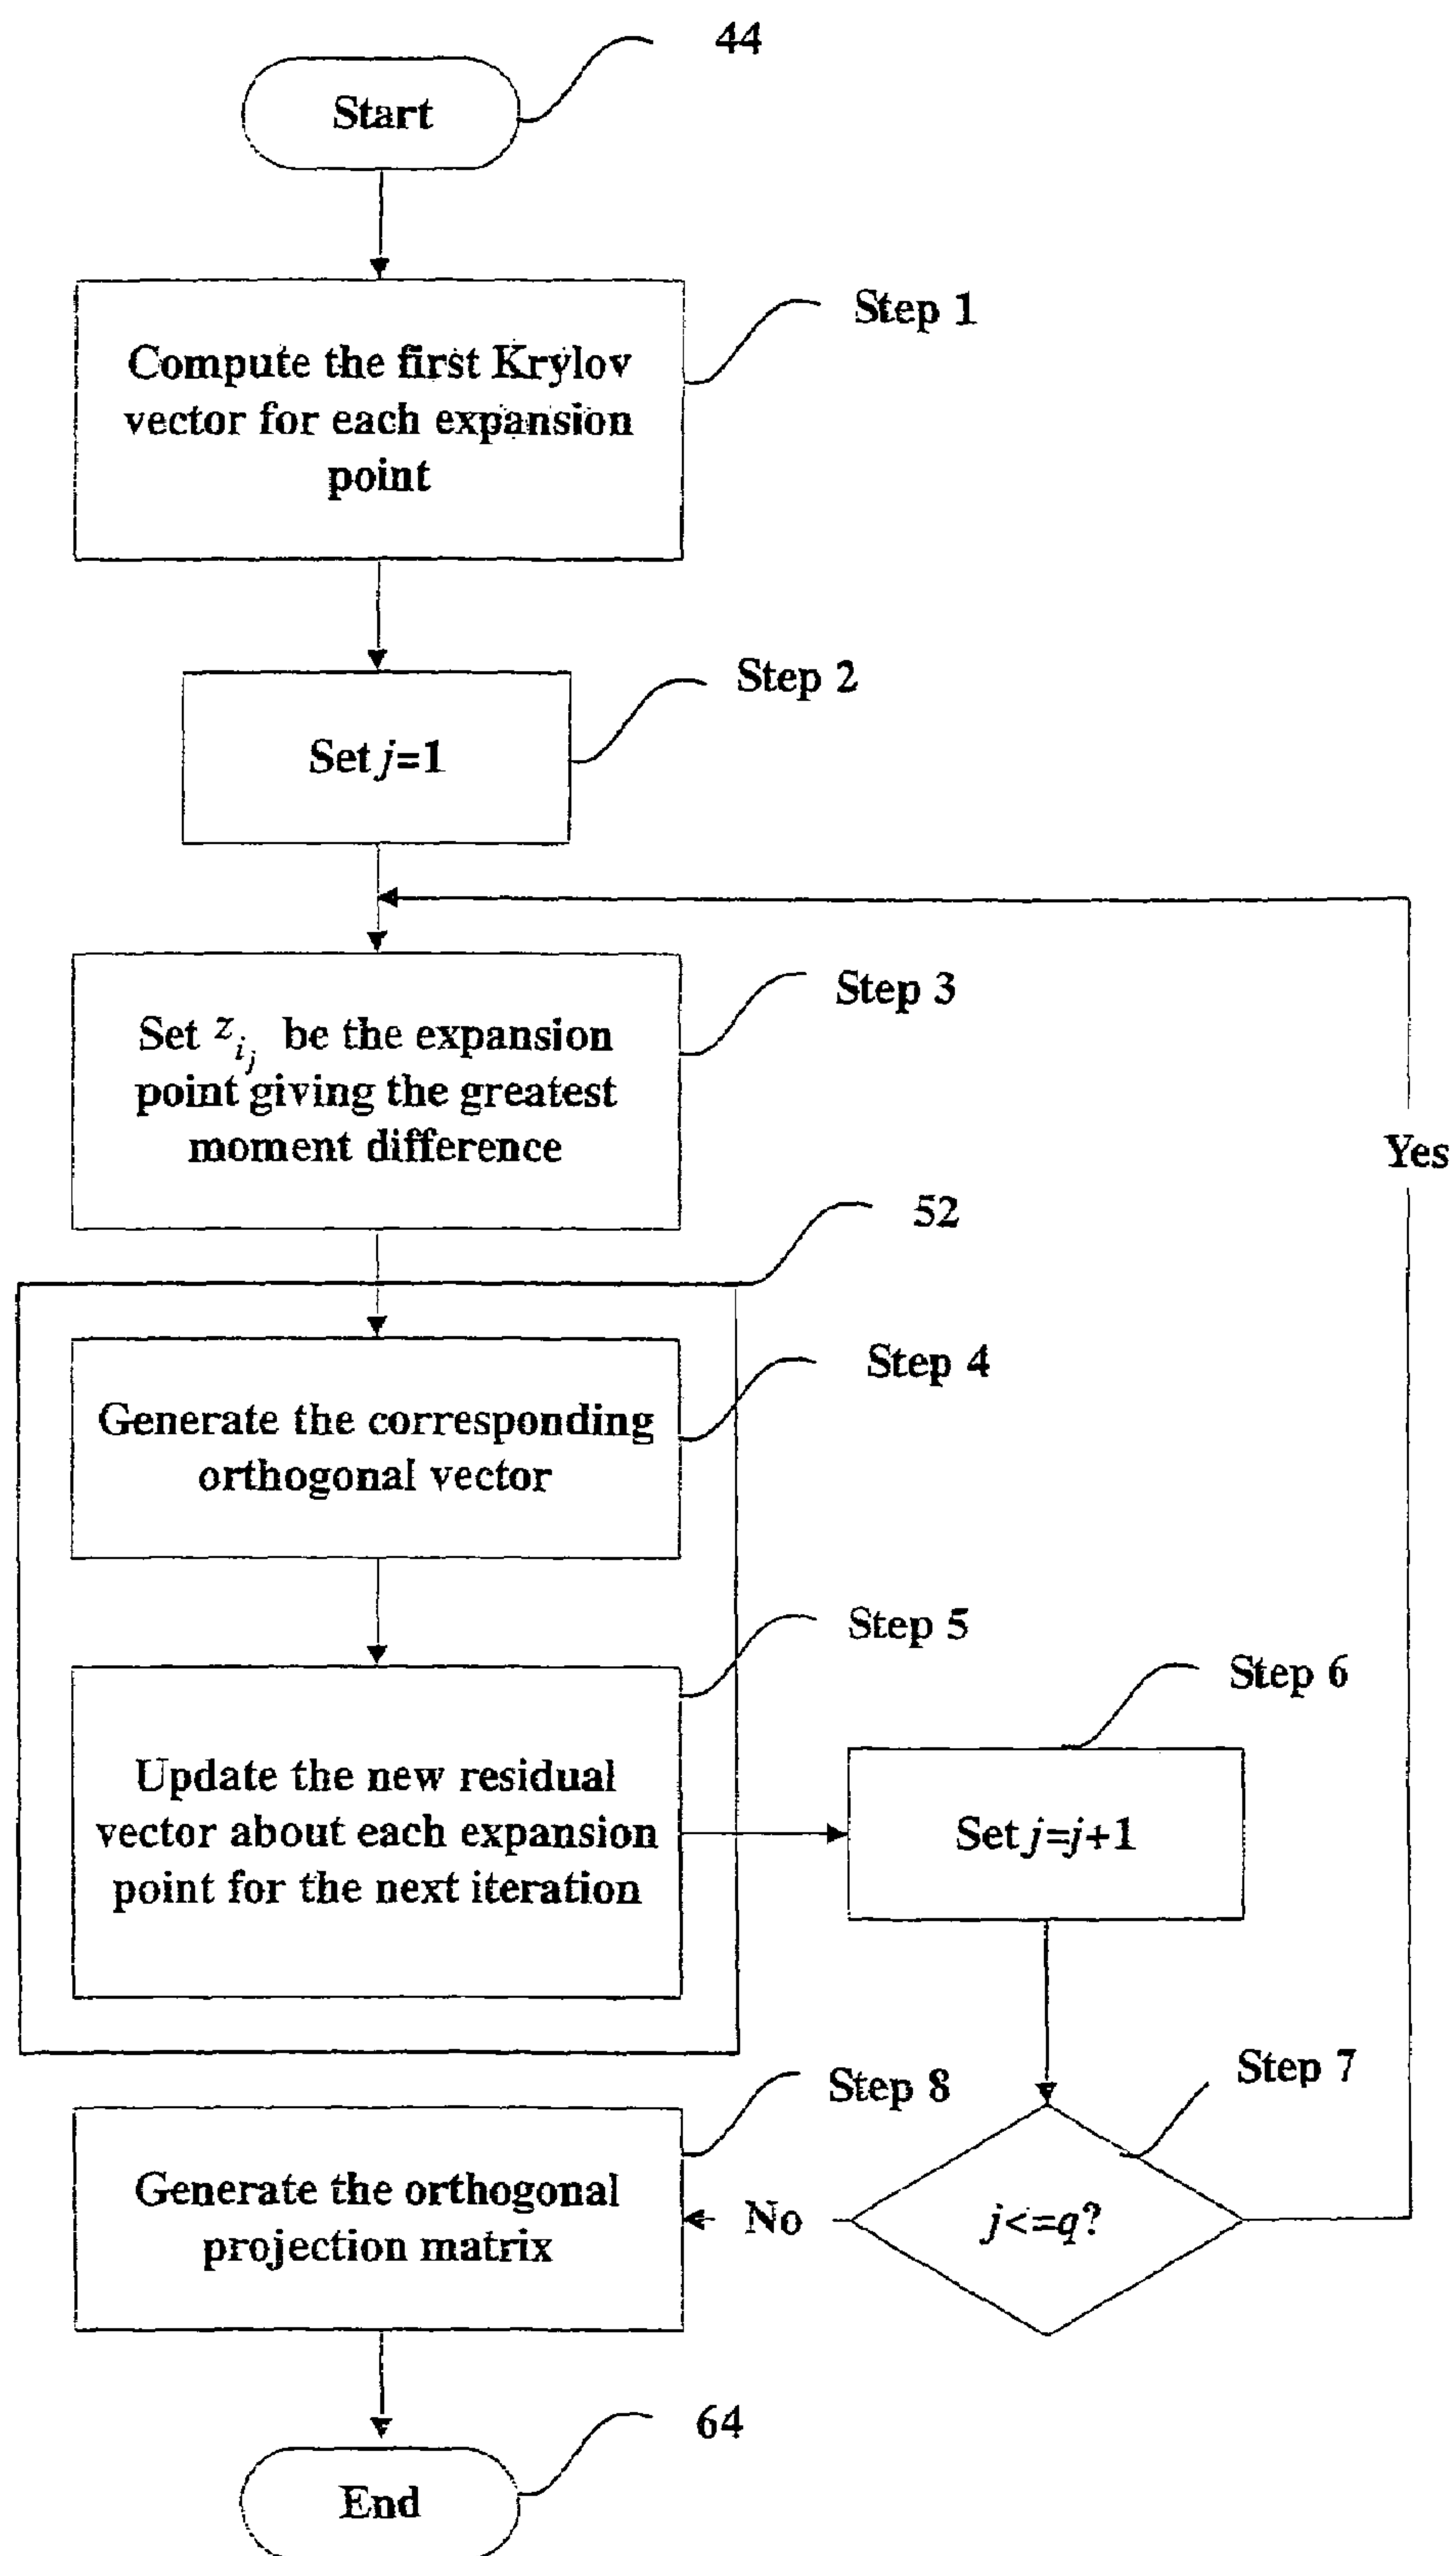 44
Start
Step 1
Compute the first Krylov
vector for each expansion
point
Step 2
Set j=1
Step 3
Set z_{i_j} be the expansion
point giving the greatest
moment difference
Yes
52
Step 4
Generate the corresponding
orthogonal vector
Step 5
Update the new residual
vector about each expansion
point for the next iteration
Step 6
Set j=j+1
Step 7
j<=q?
No
Step 8
Generate the orthogonal
projection matrix
64
End